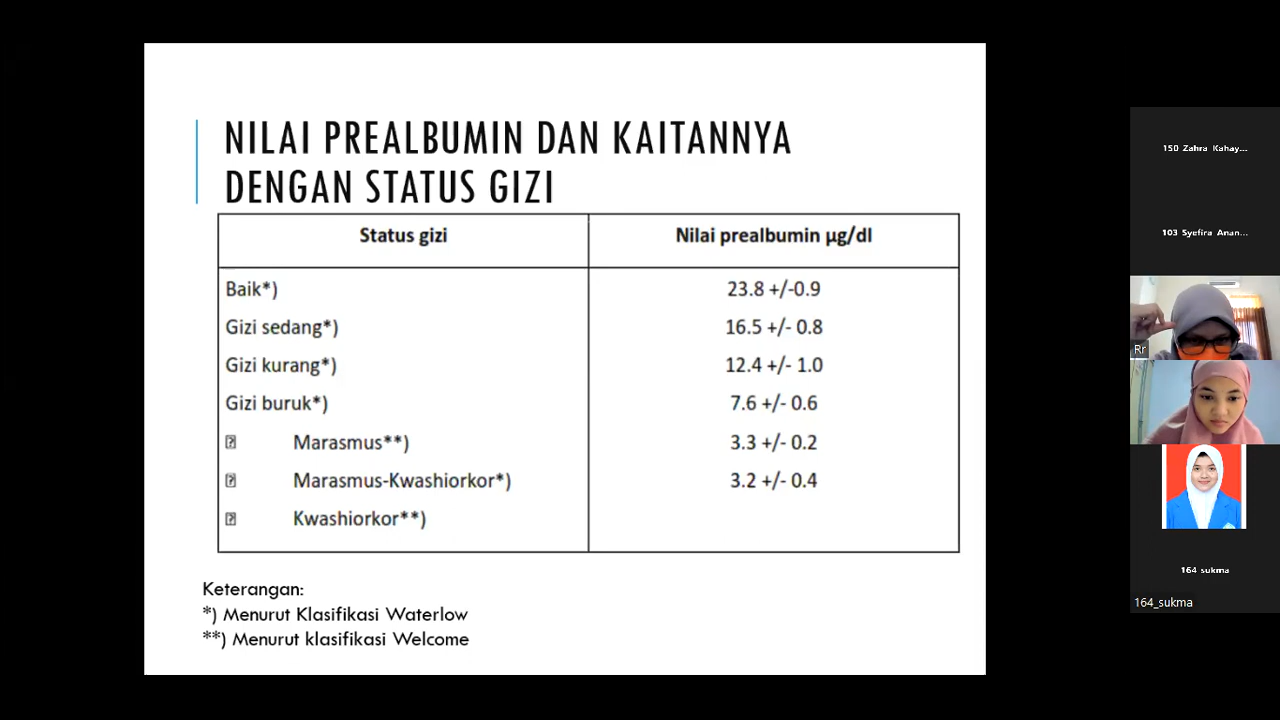 NILAI PREALBUMIN DAN KAITANNYA
DENGAN STATUS GIZI
Status gizi Nilai prealbumin µg/dl
Baik*) 23.8 +/-0.9
Gizi sedang*) 16.5 +/- 0.8
Gizi kurang*) 12.4 +/- 1.0
Gizi buruk*) 7.6 +/- 0.6
Marasmus**) 3.3 +/- 0.2
Marasmus-Kwashiorkor*) 3.2 +/- 0.4
Kwashiorkor**)
Keterangan:
*) Menurut Klasifikasi Waterlow
**) Menurut klasifikasi Welcome
150 Zahra Kahay...
103 Syefira Anan...
Rr
164 sukma
164_sukma